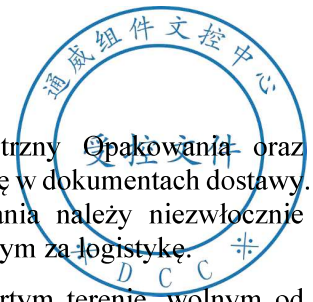 通威组件文控中心
trzny Opakowania oraz
受控文件
ę w dokumentach dostawy.
ania należy niezwłocznie
ym za logistykę.
DCC
artym terenie, wolnym od